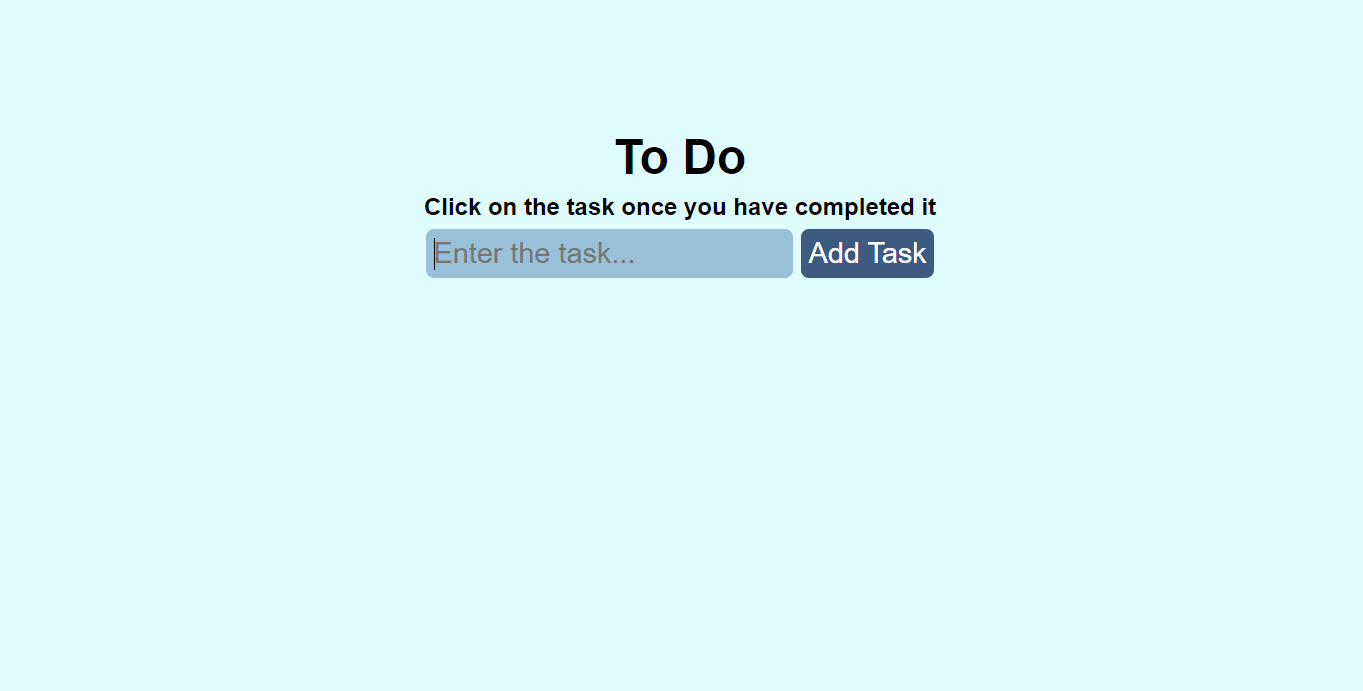 To Do
Click on the task once you have completed it
Enter the task... Add Task